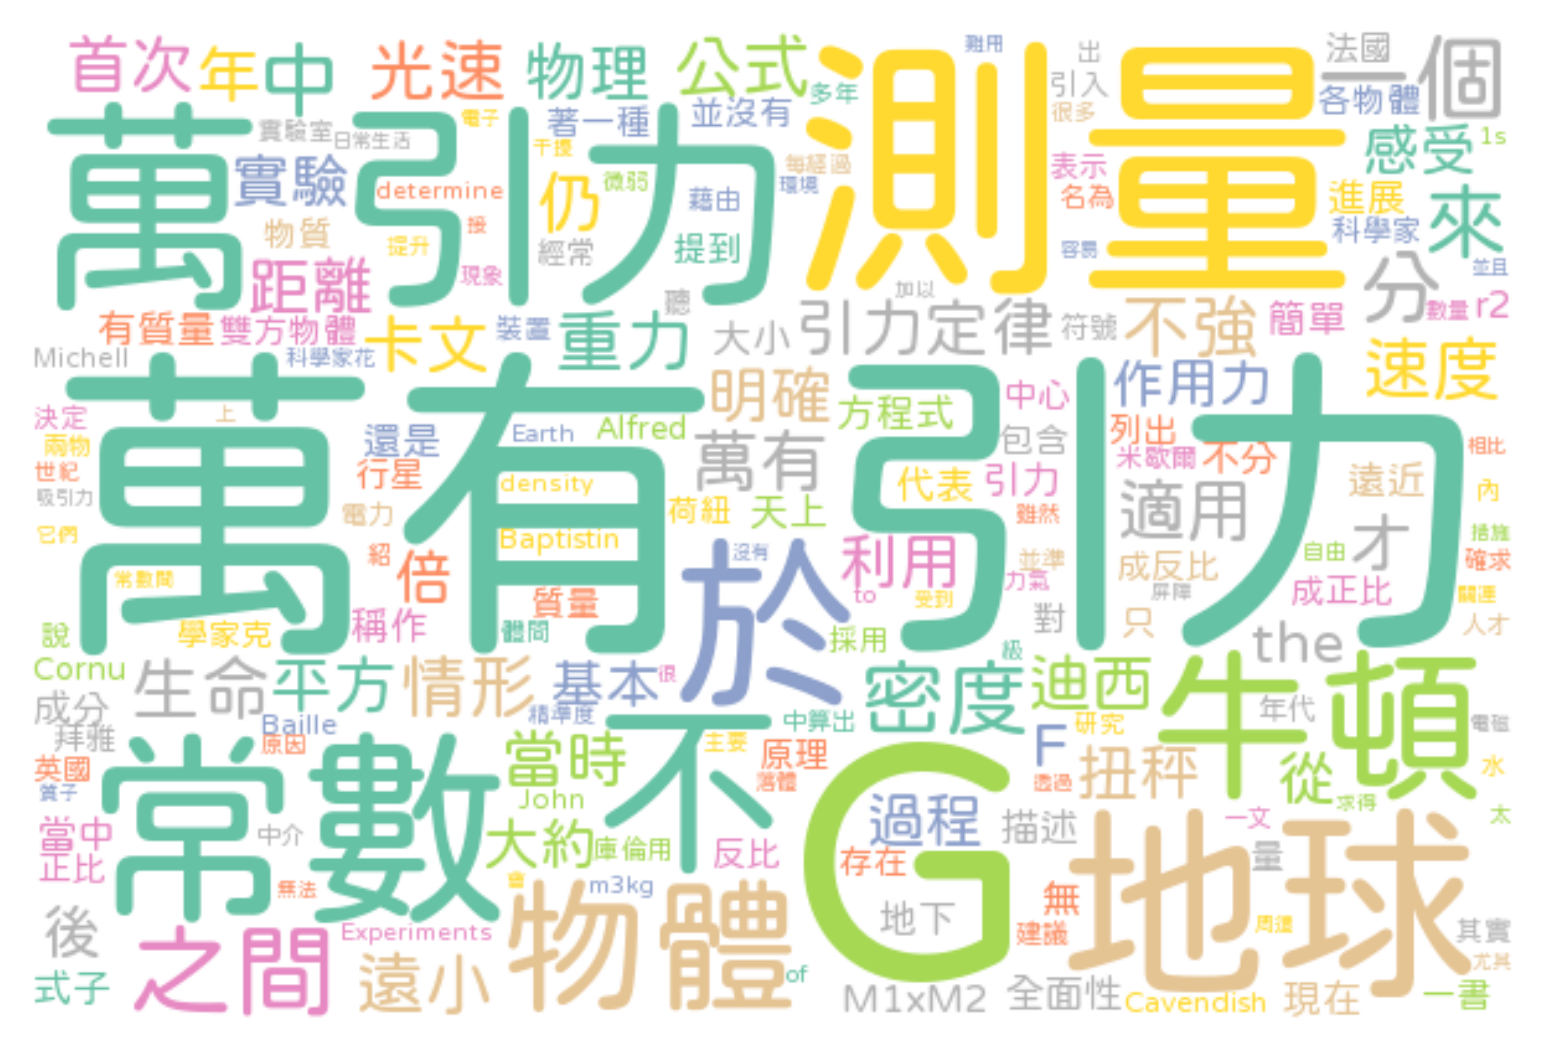 首次 年 中 光速 物理 公式 測量 難用 出 法國 一個
萬引力 實驗室 日常生活 電子 著一種 並沒有 多年 引入 很多 各物體
實驗 determine 干擾 仍 微弱 藉由 每經過 環境 表示 名為 感受 1s
物質 提升 接 經常 提到 進展 科學家 來
距離 現象 聽 加以 容易 分 並且
有質量 雙方物體 卡文 裝置 重力 大小 引力定律 符號 不強 簡單 數量 r2
Michell 科學家花 萬有引力 明確 方程式 中心 作用力 速度
決定 上 還是 Earth Alfred 萬有 包含 列出 不分 相比
兩物 世紀 行星 density 代表 引力 米歇爾 遠近 內
吸引力 電力 荷紐 天上 雖然 適用 才
它們 紹 倍 Baptistin 沒有 利用 並準 成反比 自由 措施 確求
常數間 質量 於 to 受到 力氣 屏障 成正比 關連
說 學家克 稱作 體間 採用 對 只 人才
Cornu 生命 平方 情形 基本 很 密度 級 迪西 the 牛頓
成分 拜雅 Baille 精準度 不 中算出 F 研究 年代 電磁
英國 原因 常數 當時 主要 原理 G 扭秤 從 水
質子 John 落體 透過 求得 太
當中 中介 大約 庫倫用 反比 過程 描述 一文 地球
正比 無法 會 m3kg 物體 存在 無 量
後 之間 Experiments 地下 建議 周遭 其實
式子 遠小 of M1xM2 全面性 Cavendish 現在 尤其 一書